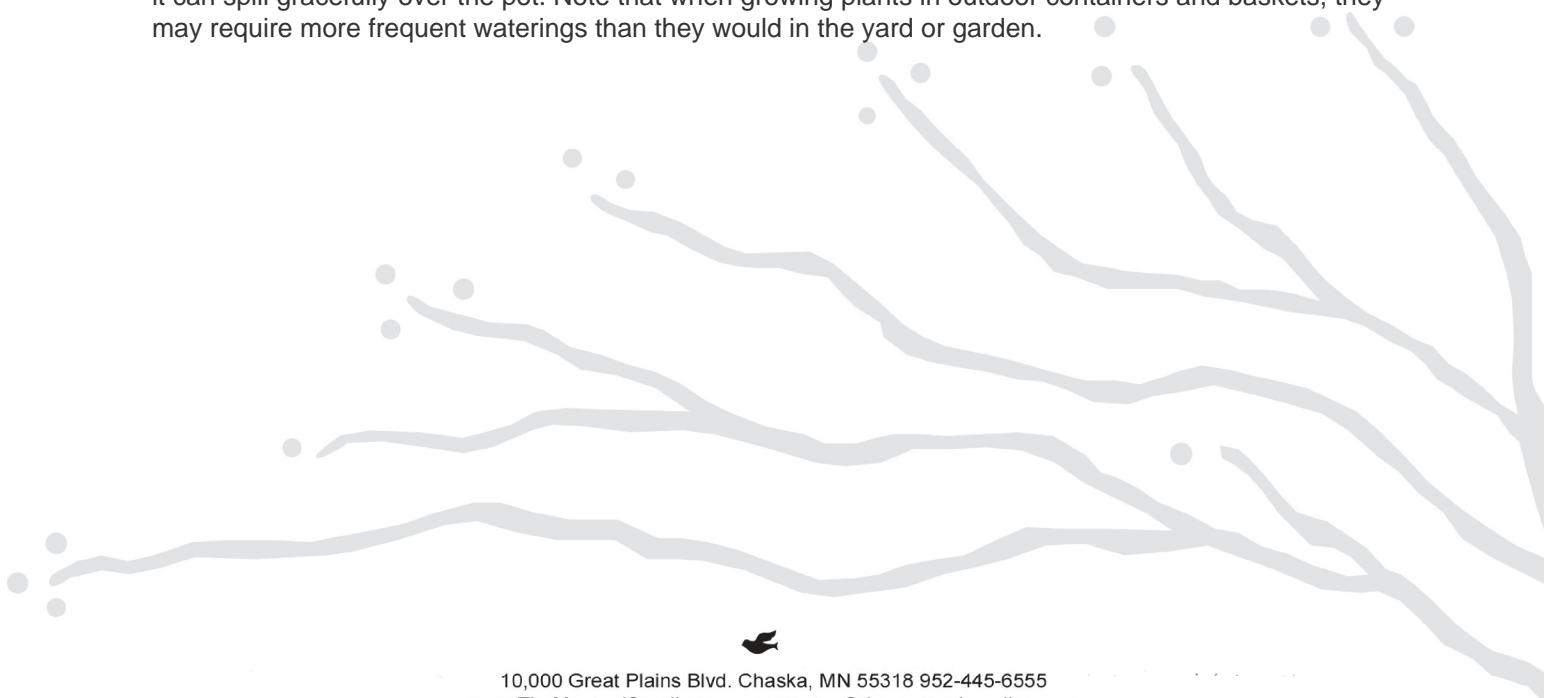 it can spill gracefully over the pot. Note that when growing plants in outdoor containers and baskets, they
may require more frequent waterings than they would in the yard or garden.
10,000 Great Plains Blvd. Chaska, MN 55318 952-445-6555